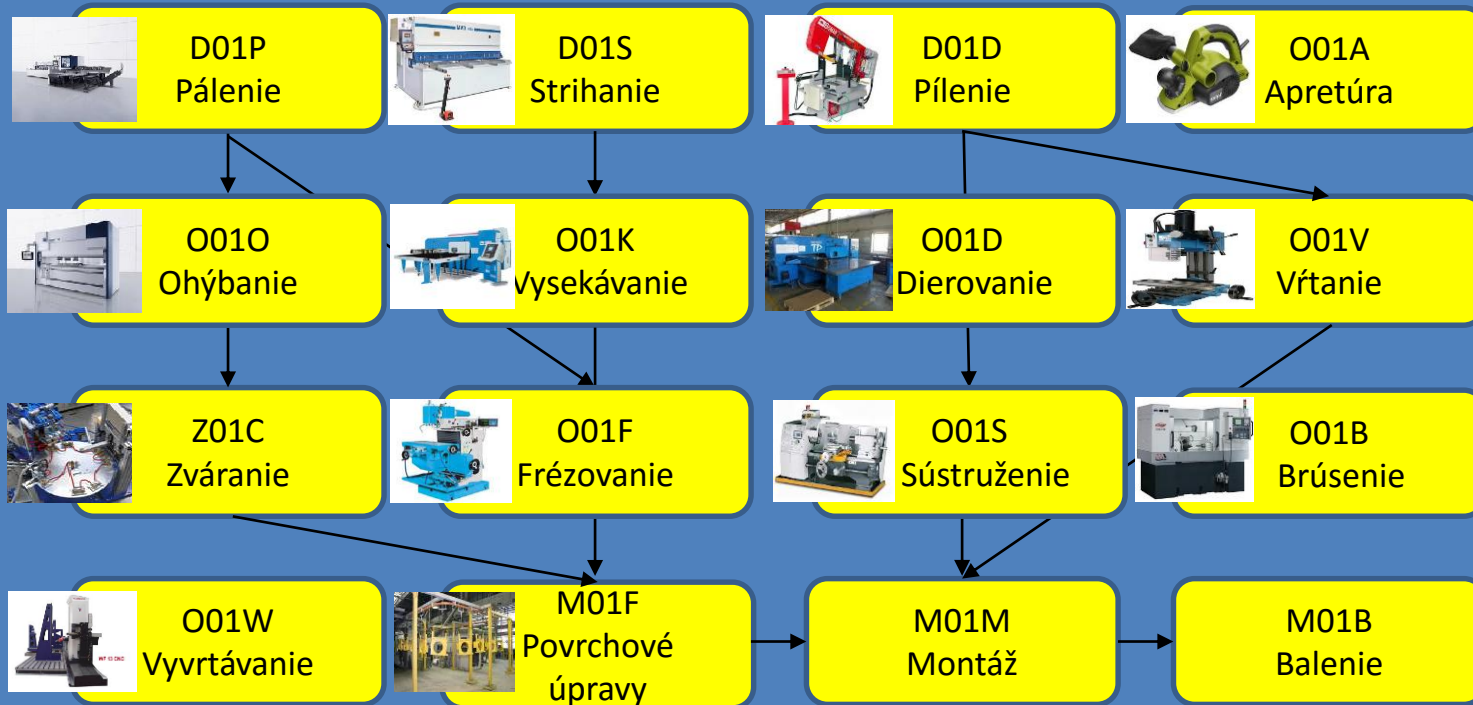 D01P
Pálenie
D01S
Strihanie
D01D
Pílenie
O01A
Apretúra
O01O
Ohýbanie
O01K
Vysekávanie
O01D
Dierovanie
O01V
Vŕtanie
Z01C
Zváranie
O01F
Frézovanie
O01S
Sústruženie
O01B
Brúsenie
O01W
Vyvrtávanie
M01F
Povrchové
úpravy
M01M
Montáž
M01B
Balenie